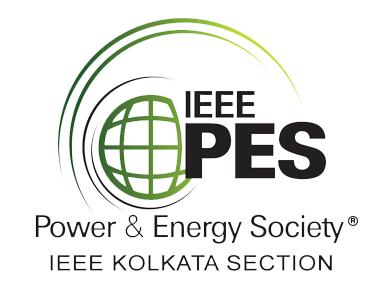 IEEE
PES
Power & Energy Society®
IEEE KOLKATA SECTION